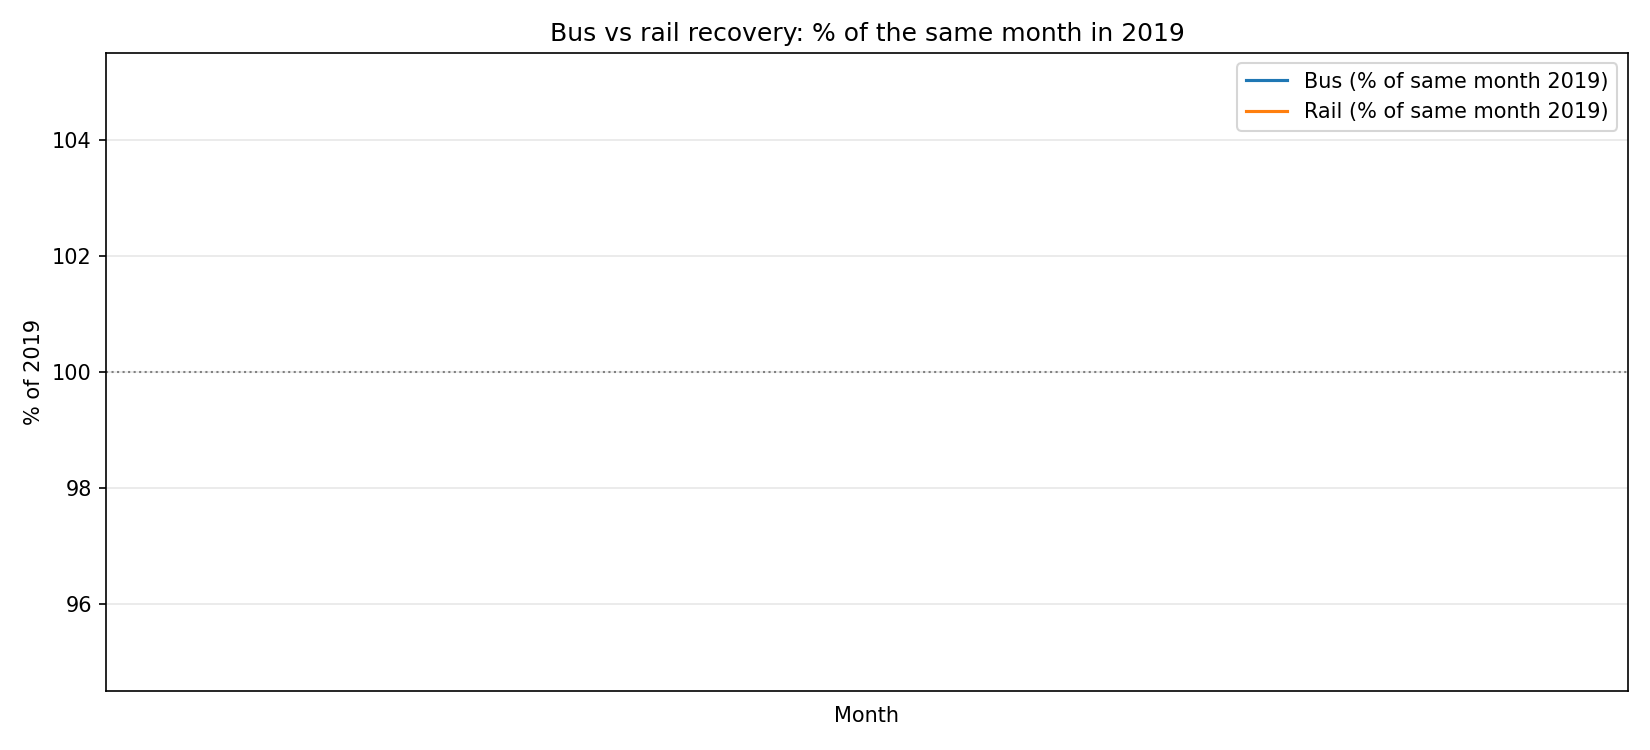 Bus vs rail recovery: % of the same month in 2019
Bus (% of same month 2019)
Rail (% of same month 2019)
104
102
100
98
96
% of 2019
Month